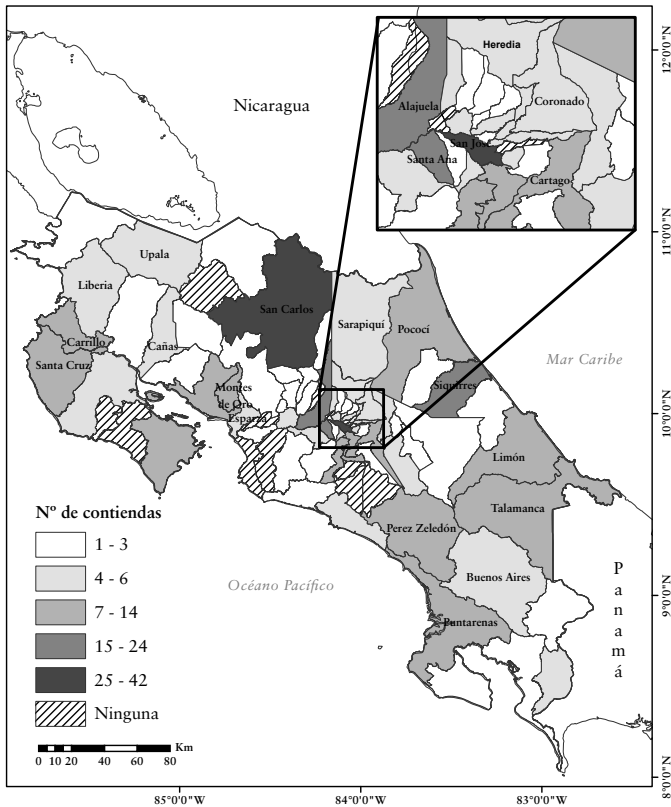 Nicaragua
Heredia
Coronado
Alajuela
San José
Santa Ana
Cartago
Upala
Liberia
San Carlos
Sarapiquí
Pococí
Mar Caribe
Carrillo
Cañas
Santa Cruz
Siquirres
Montes
de Oro
Esparza
Limón
Talamanca
Perez Zeledón
Buenos Aires
Océano Pacífico
Puntarenas
P
a
n
a
m
á
Nº de contiendas
1 - 3
4 - 6
7 - 14
15 - 24
25 - 42
Ninguna
0 10 20 40 60 80 Km
85°0'0"W 84°0'0"W 83°0'0"W
12°0'0"N
11°0'0"N
10°0'0"N
9°0'0"N
8°0'0"N